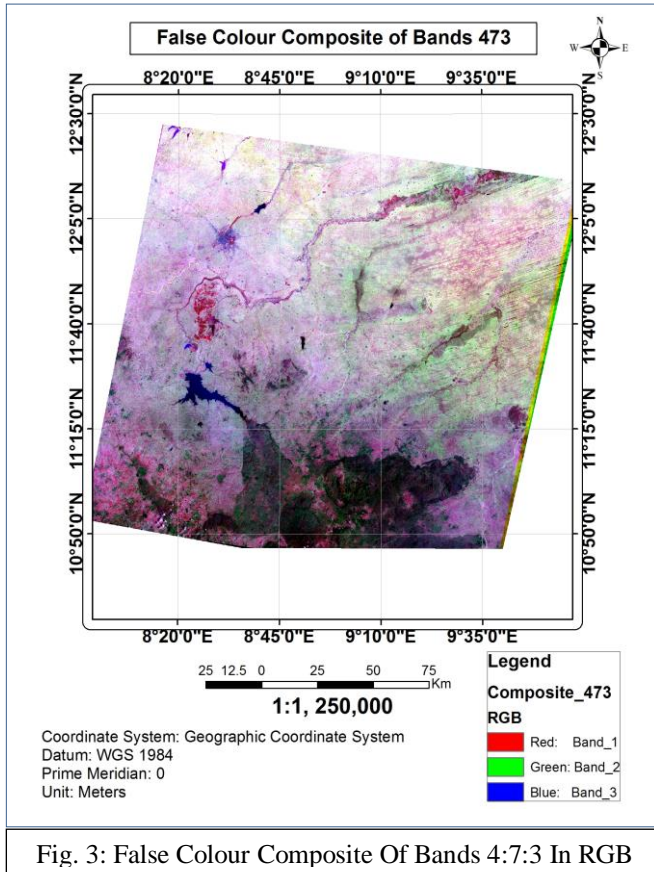 False Colour Composite of Bands 473
N
W E
S
8°20'0"E 8°45'0"E 9°10'0"E 9°35'0"E
12°30'0"N 12°30'0"N
12°5'0"N 12°5'0"N
11°40'0"N 11°40'0"N
11°15'0"N 11°15'0"N
10°50'0"N 10°50'0"N
8°20'0"E 8°45'0"E 9°10'0"E 9°35'0"E
25 12.5 0 25 50 75
Km
1:1, 250,000
Coordinate System: Geographic Coordinate System
Datum: WGS 1984
Prime Meridian: 0
Unit: Meters
Legend
Composite_473
RGB
Red: Band_1
Green: Band_2
Blue: Band_3
Fig. 3: False Colour Composite Of Bands 4:7:3 In RGB